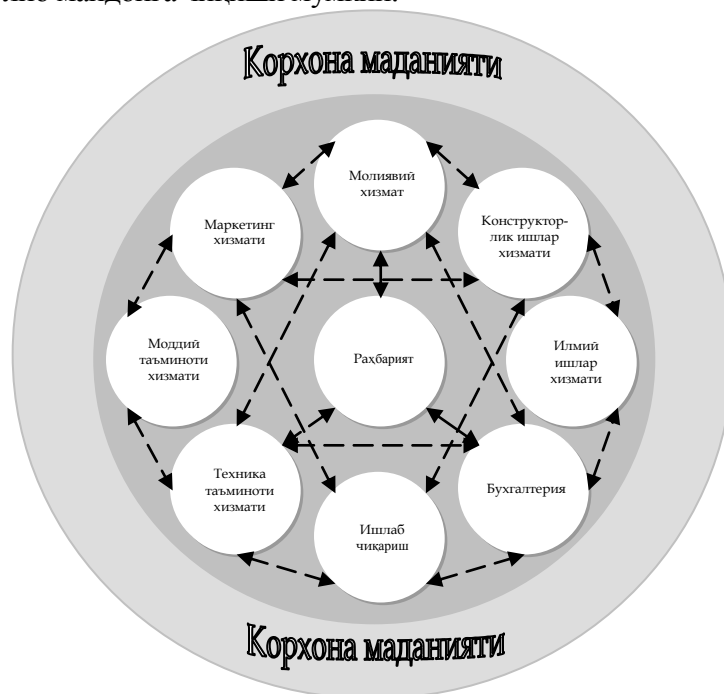 Корхона маданияти
Молиявий
хизмат
Маркетинг
хизмати
Конструктор-
лик ишлар
хизмати
Моддий
таъминоти
хизмати
Раҳбарият
Илмий
ишлар
хизмати
Техника
таъминоти
хизмати
Ишлаб
чиқариш
Бухгалтерия
Корхона маданияти